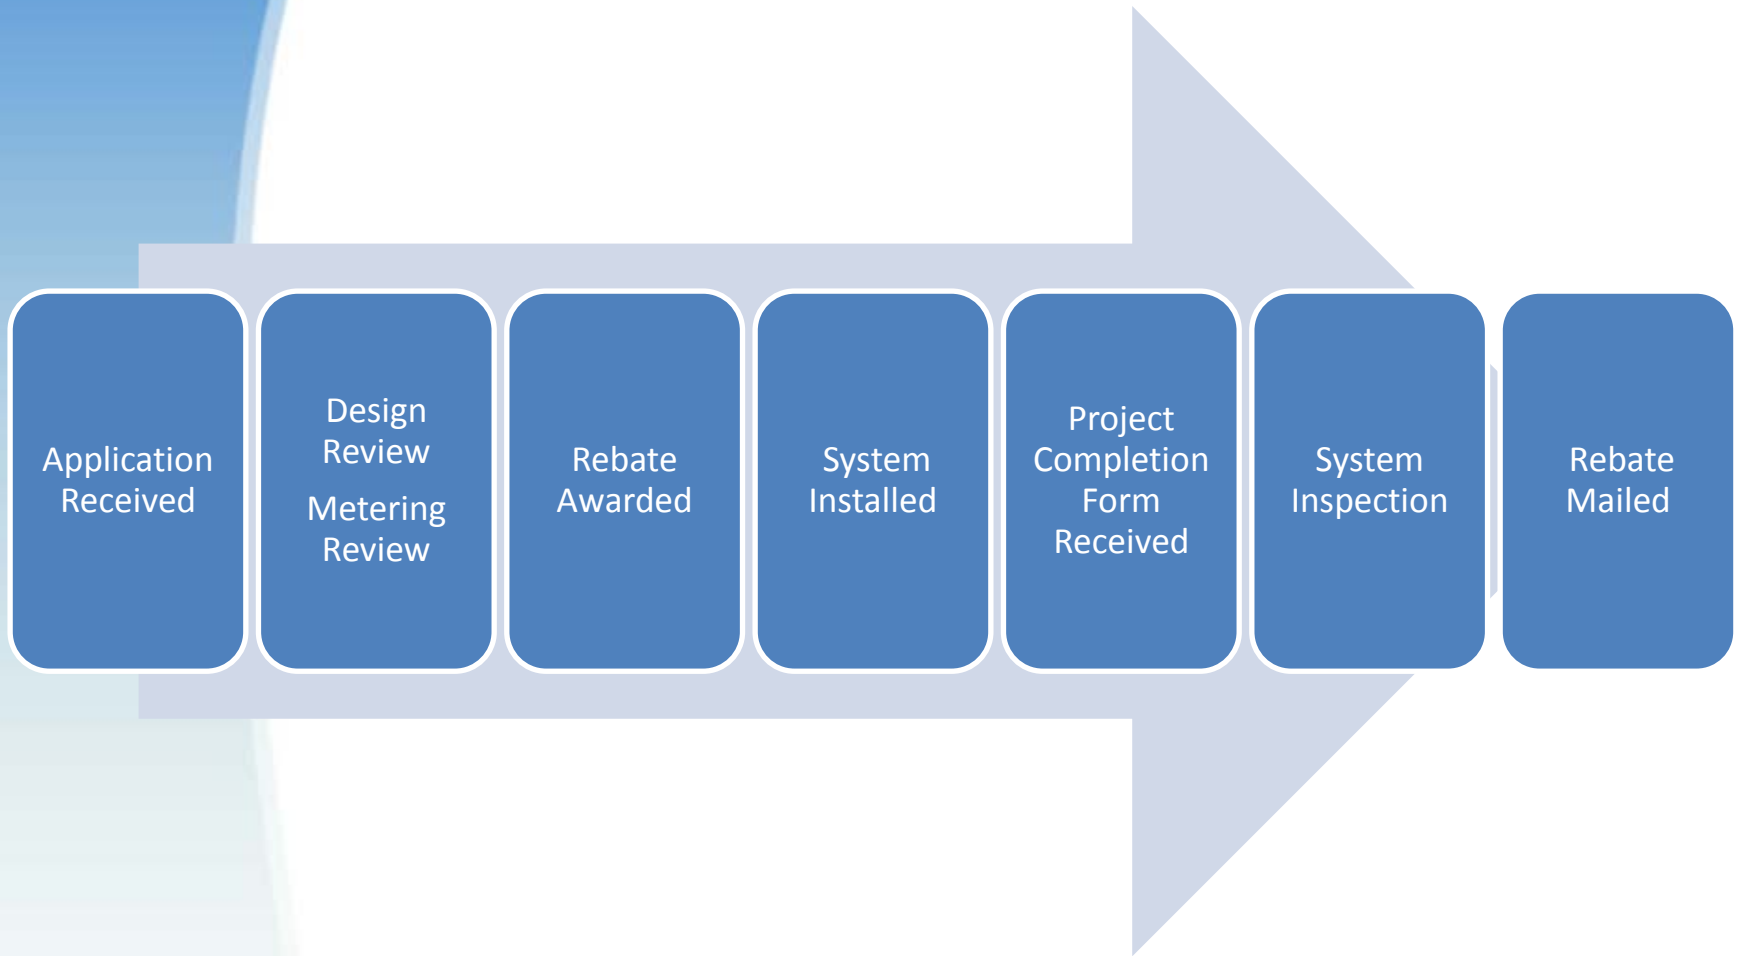 Application
Received
Design
Review
Metering
Review
Rebate
Awarded
System
Installed
Project
Completion
Form
Received
System
Inspection
Rebate
Mailed